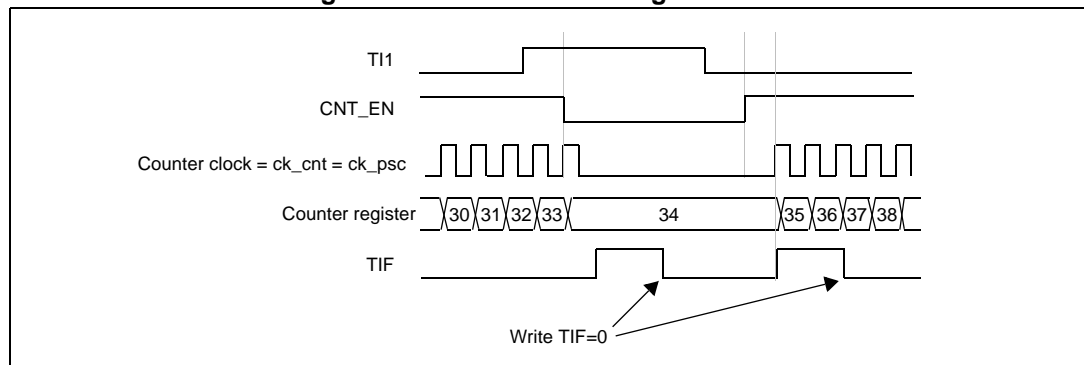 TI1
CNT_EN
Counter clock = ck_cnt = ck_psc
Counter register 30 31 32 33 34 35 36 37 38
TIF
Write TIF=0